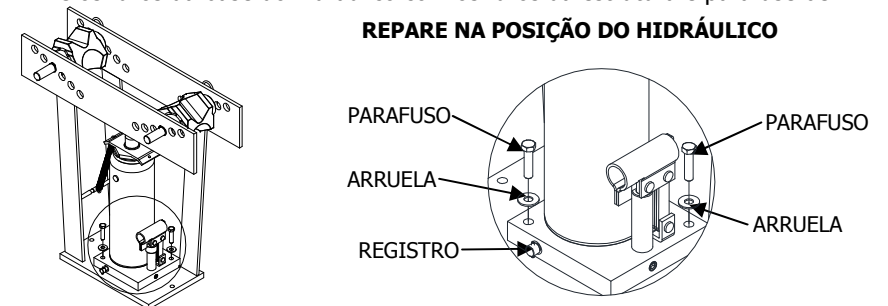 REPARE NA POSIÇÃO DO HIDRÁULICO
PARAFUSO
PARAFUSO
ARRUELA
ARRUELA
REGISTRO